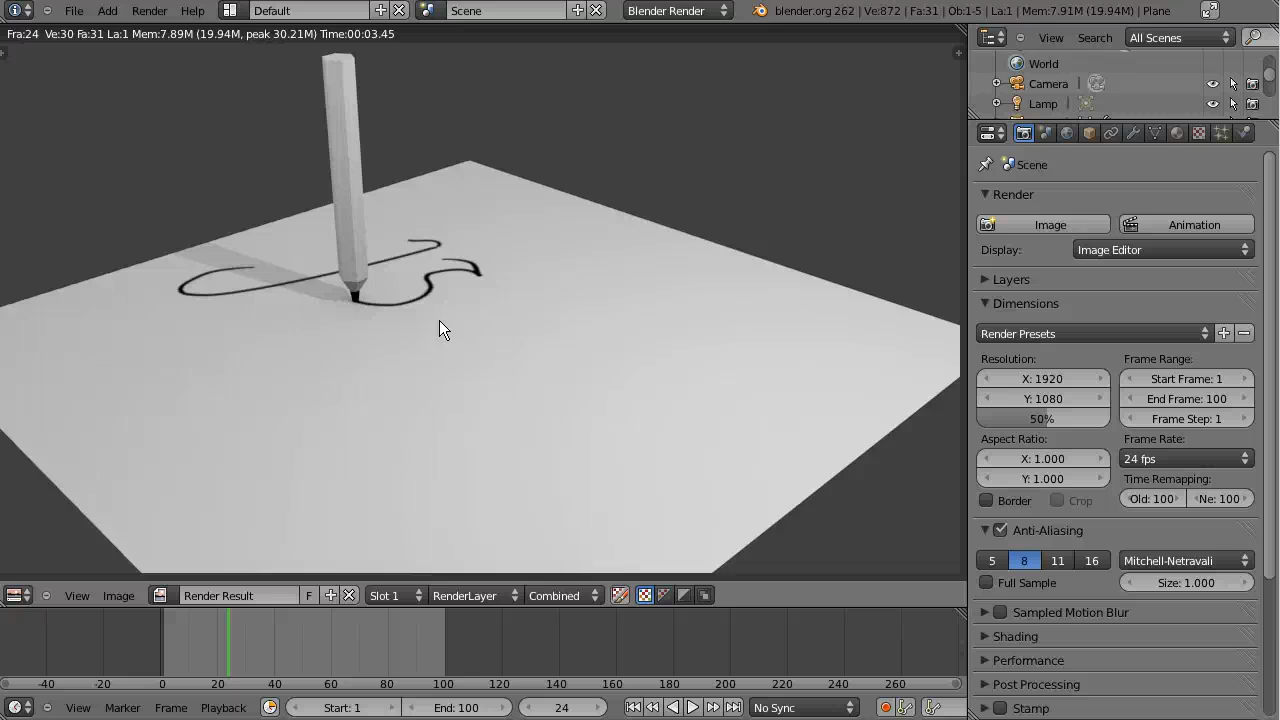 File Add Render Help Default Scene Blender Render blender.org 262 | Ve:872 | Fa:31 | Ob:1-5 | La:1 | Mem:7.91M (19.94M) | Plane
Fra:24 Ve:30 Fa:31 La:1 Mem:7.89M (19.94M, peak 30.21M) Time:00:03.45
View Search All Scenes
World
Camera
Lamp
Scene
Render
Image Animation
Display: Image Editor
Layers
Dimensions
Render Presets
Resolution: Frame Range:
X: 1920 Start Frame: 1
Y: 1080 End Frame: 100
50% Frame Step: 1
Aspect Ratio: Frame Rate:
X: 1.000 24 fps
Y: 1.000 Time Remapping:
Border Crop Old: 100 Ne: 100
Anti-Aliasing
5 8 11 16 Mitchell-Netravali
Full Sample Size: 1.000
Sampled Motion Blur
Shading
Performance
Post Processing
Stamp
View Image Render Result F Slot 1 RenderLayer Combined
-40 -20 0 20 40 60 80 100 120 140 160 180 200 220 240 260
View Marker Frame Playback Start: 1 End: 100 24 No Sync